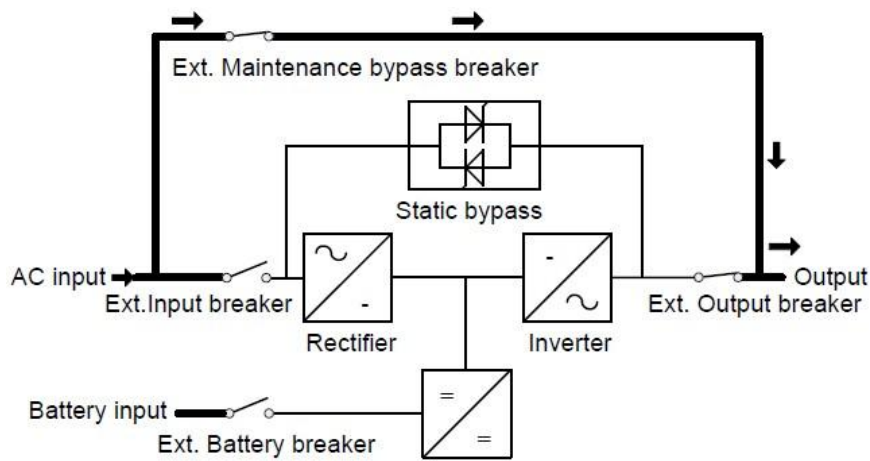 Ext. Maintenance bypass breaker
Static bypass
AC input
Output
Ext.Input breaker
Ext. Output breaker
Rectifier
Inverter
Battery input
Ext. Battery breaker